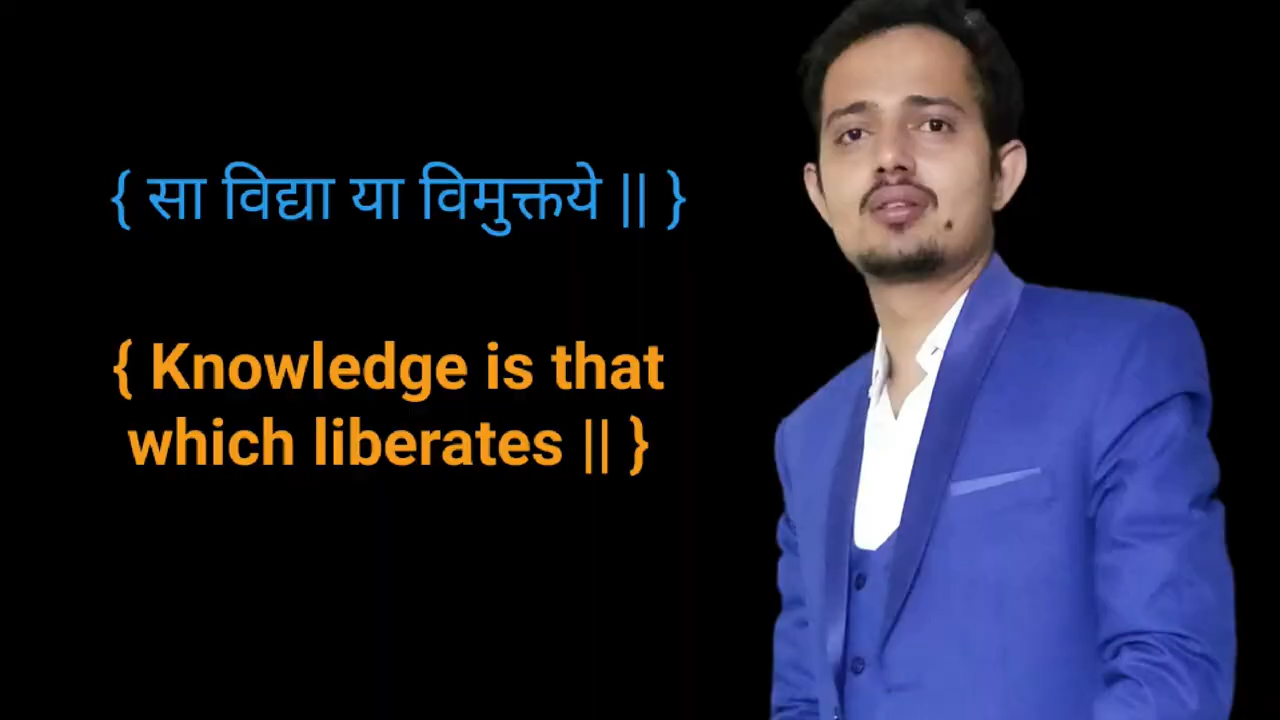 { सा विद्या या विमुक्तये || }
{ Knowledge is that
which liberates || }